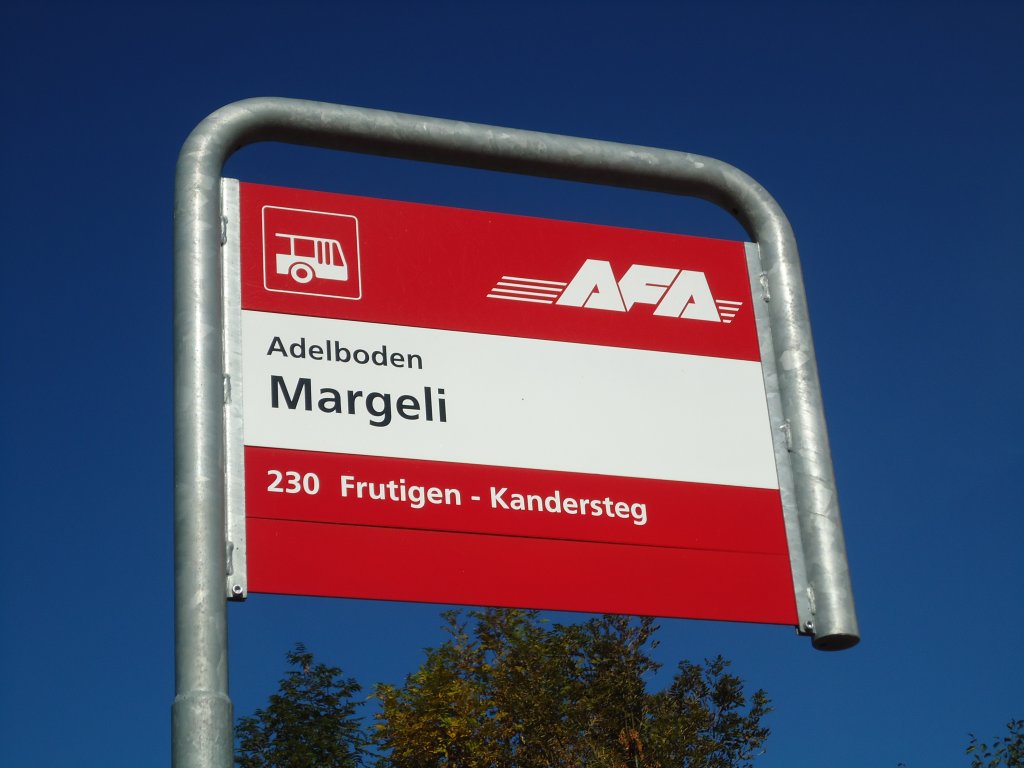 AFA
Adelboden
Margeli
230 Frutigen - Kandersteg